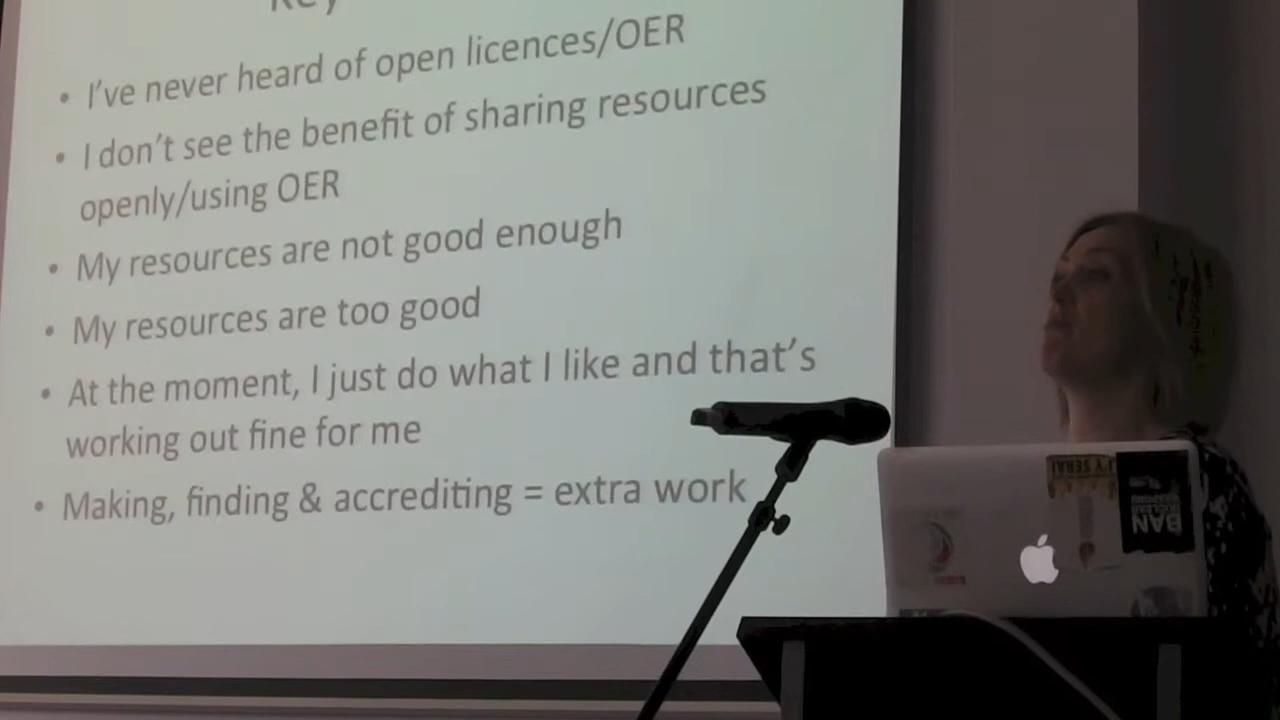 Key
• I've never heard of open licences/OER
• I don't see the benefit of sharing resources
openly/using OER
• My resources are not good enough
• My resources are too good
• At the moment, I just do what I like and that's
working out fine for me
• Making, finding & accrediting = extra work
BAN